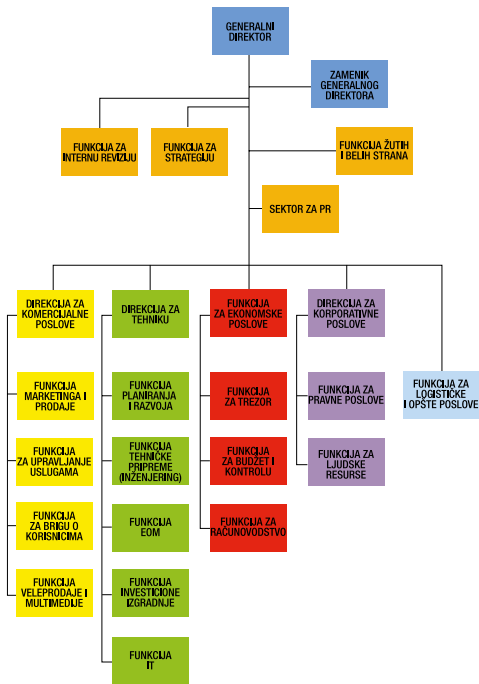 GENERALNI
DIREKTOR
ZAMENIK
GENERALNOG
DIREKTORA
FUNKCIJA ZA
INTERNU REVIZIJU
FUNKCIJA ZA
STRATEGIJU
FUNKCIJA ŽUTIH
I BELIH STRANA
SEKTOR ZA PR
DIREKCIJA ZA
KOMERCIJALNE
POSLOVE
DIREKCIJA ZA
TEHNIKU
FUNKCIJA
ZA EKONOMSKE
POSLOVE
DIREKCIJA ZA
KORPORATIVNE
POSLOVE
FUNKCIJA ZA
LOGISTIČKE
I OPŠTE POSLOVE
FUNKCIJA
MARKETINGA I
PRODAJE
FUNKCIJA
PLANIRANJA
I RAZVOJA
FUNKCIJA
ZA TREZOR
FUNKCIJA ZA
PRAVNE POSLOVE
FUNKCIJA
ZA UPRAVLJANJE
USLUGAMA
FUNKCIJA
TEHNIČKE
PRIPREME
(INŽENJERING)
FUNKCIJA
ZA BUDŽET I
KONTROLU
FUNKCIJA ZA
LJUDSKE
RESURSE
FUNKCIJA
ZA BRIGU O
KORISNICIMA
FUNKCIJA
EOM
FUNKCIJA ZA
RAČUNOVODSTVO
FUNKCIJA
VELEPRODAJE I
MULTIMEDIJE
FUNKCIJA
INVESTICIONE
IZGRADNJE
FUNKCIJA
IT